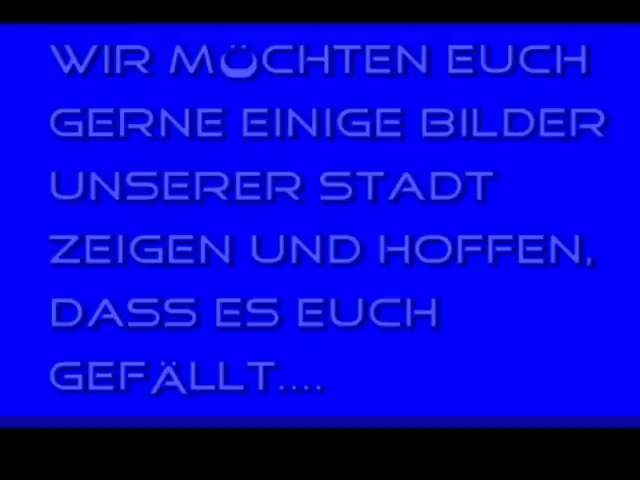 WIR MÖCHTEN EUCH
GERNE EINIGE BILDER
UNSERER STADT
ZEIGEN UND HOFFEN,
DASS ES EUCH
GEFÄLLT....